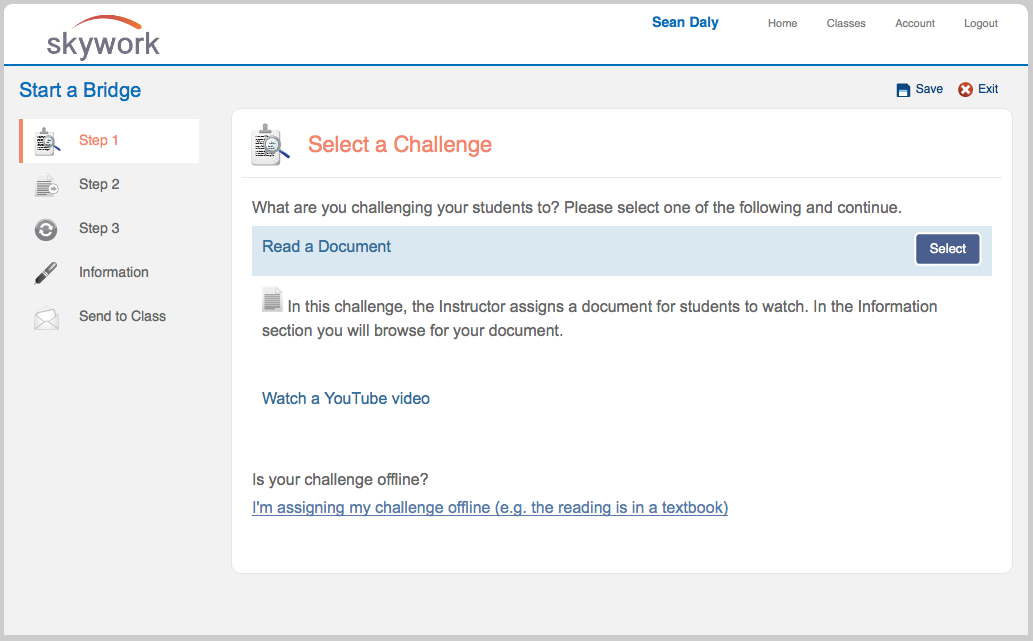 skywork
Sean Daly
Home
Classes
Account
Logout
Start a Bridge
Save
Exit
Step 1
Step 2
Step 3
Information
Send to Class
Select a Challenge
What are you challenging your students to? Please select one of the following and continue.
Read a Document
Select
In this challenge, the Instructor assigns a document for students to watch. In the Information
section you will browse for your document.
Watch a YouTube video
Is your challenge offline?
I'm assigning my challenge offline (e.g. the reading is in a textbook)